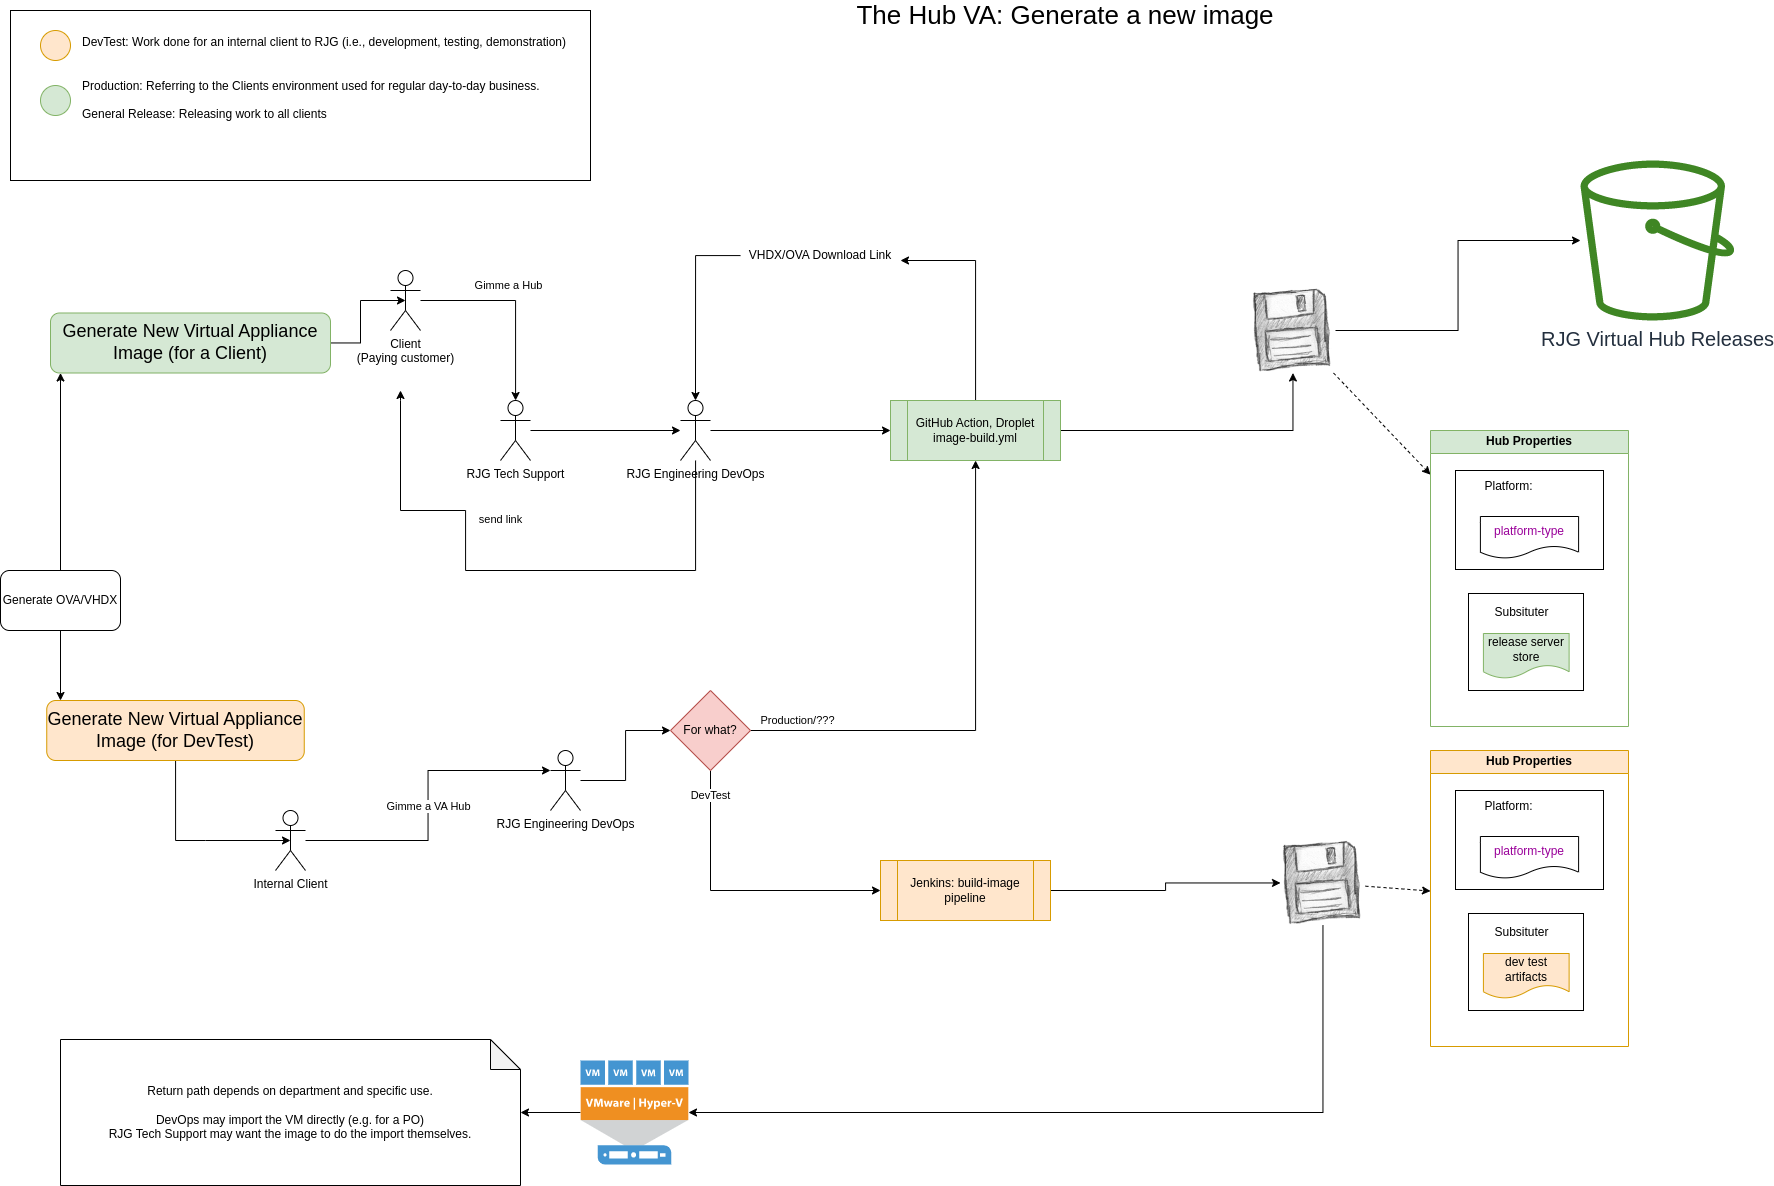 The Hub VA: Generate a new image
DevTest: Work done for an internal client to RJG (i.e., development, testing, demonstration)
Production: Referring to the Clients environment used for regular day-to-day business.
General Release: Releasing work to all clients
VHDX/OVA Download Link
Gimme a Hub
Generate New Virtual Appliance
Image (for a Client)
Client
(Paying customer)
RJG Virtual Hub Releases
GitHub Action, Droplet
image-build.yml
RJG Tech Support
RJG Engineering DevOps
send link
Hub Properties
Platform:
platform-type
Subsituter
release server
store
Generate OVA/VHDX
Generate New Virtual Appliance
Image (for DevTest)
For what?
Production/???
DevTest
Gimme a VA Hub
RJG Engineering DevOps
Internal Client
Jenkins: build-image
pipeline
Hub Properties
Platform:
platform-type
Subsituter
dev test
artifacts
Return path depends on department and specific use.
DevOps may import the VM directly (e.g. for a PO)
RJG Tech Support may want the image to do the import themselves.
VM VM VM VM
VMware | Hyper-V